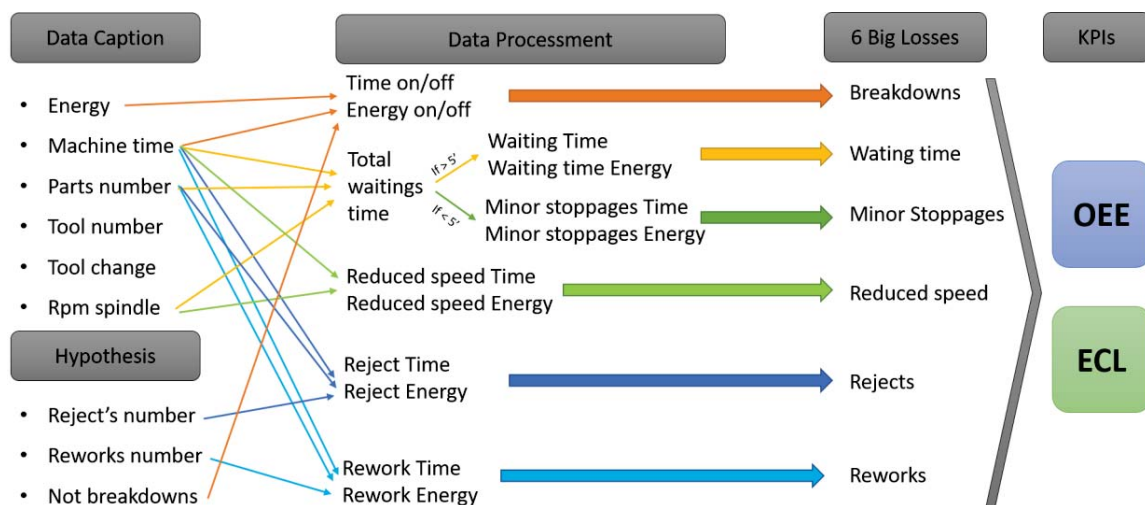 Data Caption
Data Processment
6 Big Losses
KPIs
• Energy
• Machine time
• Parts number
• Tool number
• Tool change
• Rpm spindle
Hypothesis
• Reject's number
• Reworks number
• Not breakdowns
Time on/off
Energy on/off
Total
waitings
time
If > 5'
If < 5'
Waiting Time
Waiting time Energy
Minor stoppages Time
Minor stoppages Energy
Reduced speed Time
Reduced speed Energy
Reject Time
Reject Energy
Rework Time
Rework Energy
Breakdowns
Wating time
Minor Stoppages
Reduced speed
Rejects
Reworks
OEE
ECL